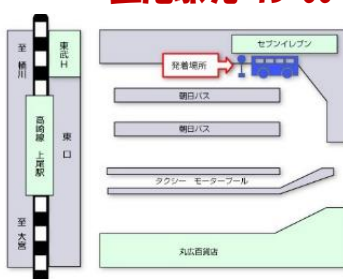 至 桶川
東武H
セブンイレブン
発着場所
朝日バス
高崎線 上尾駅
東口
朝日バス
タクシー モータープール
至 大宮
丸広百貨店